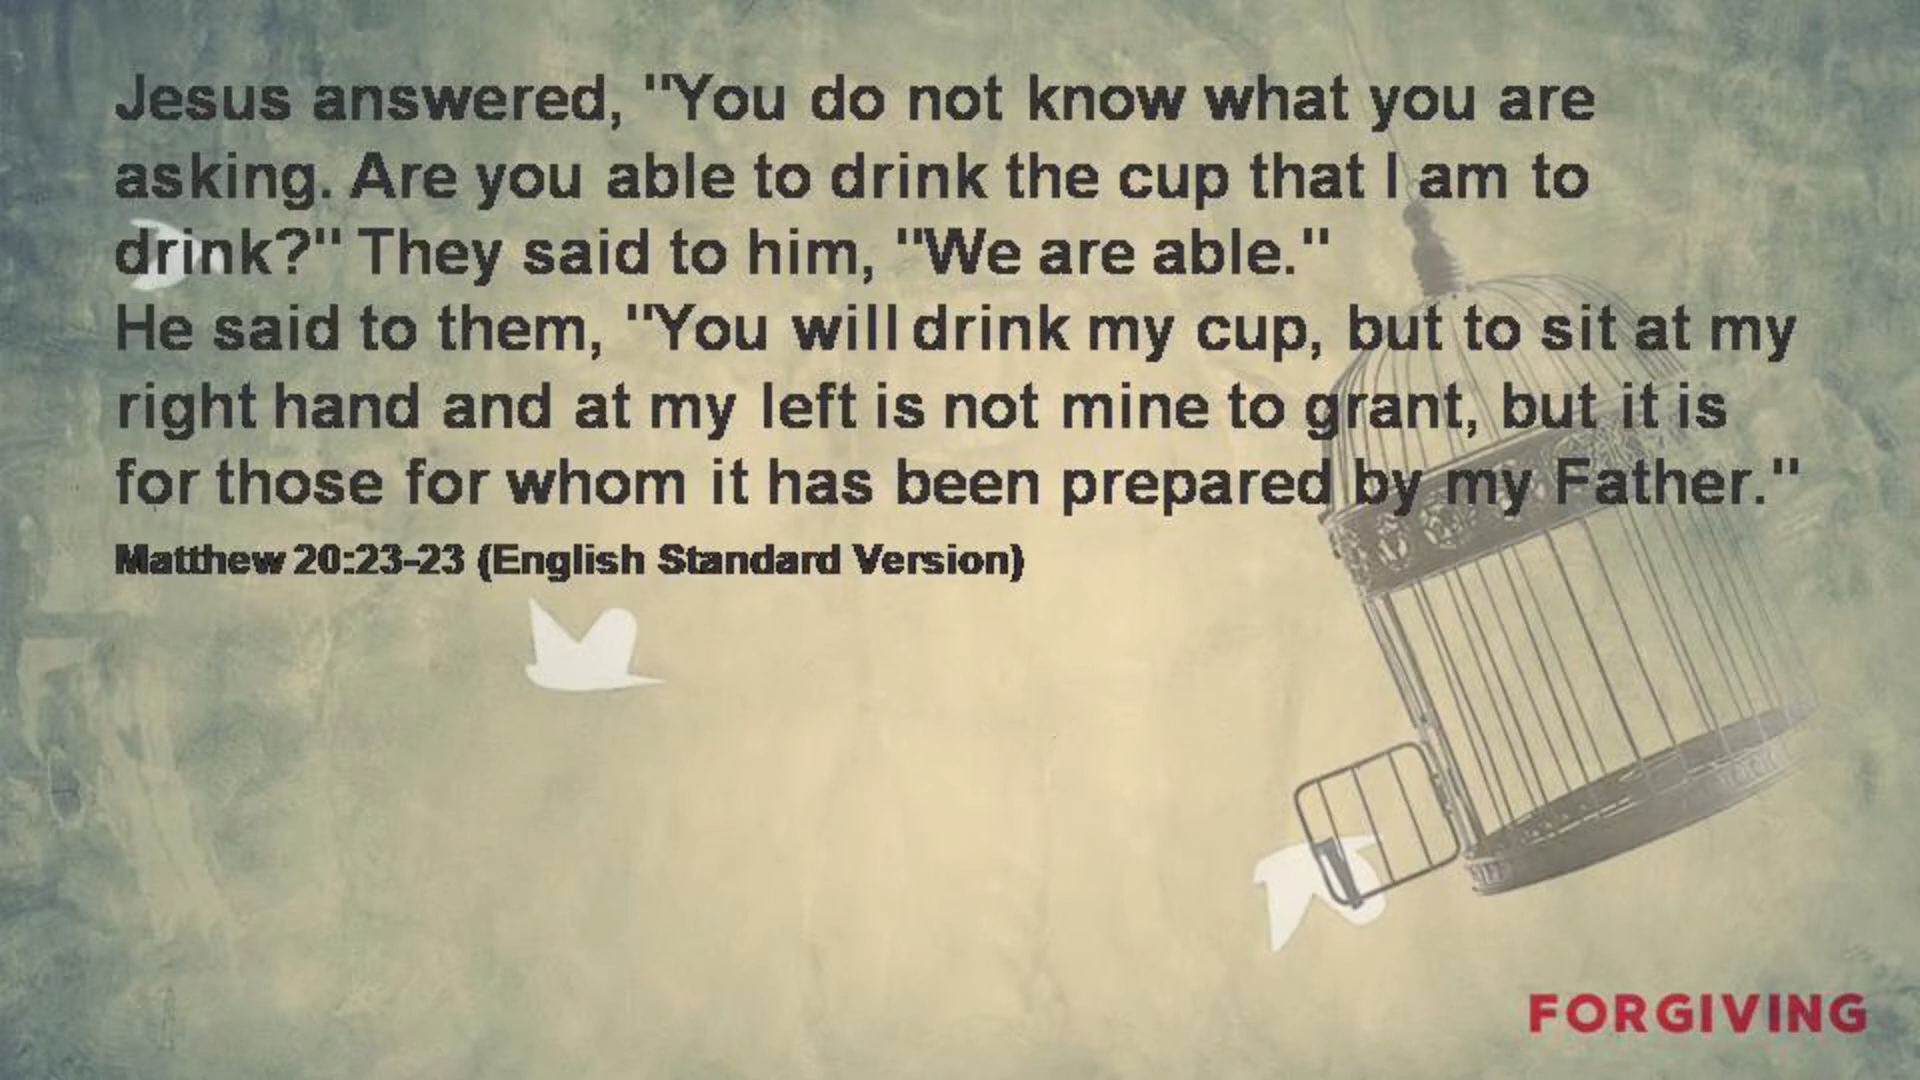 Jesus answered, "You do not know what you are
asking. Are you able to drink the cup that I am to
drink?" They said to him, "We are able."
He said to them, "You will drink my cup, but to sit at my
right hand and at my left is not mine to grant, but it is
for those for whom it has been prepared by my Father."
Matthew 20:23-23 (English Standard Version)
FORGIVING